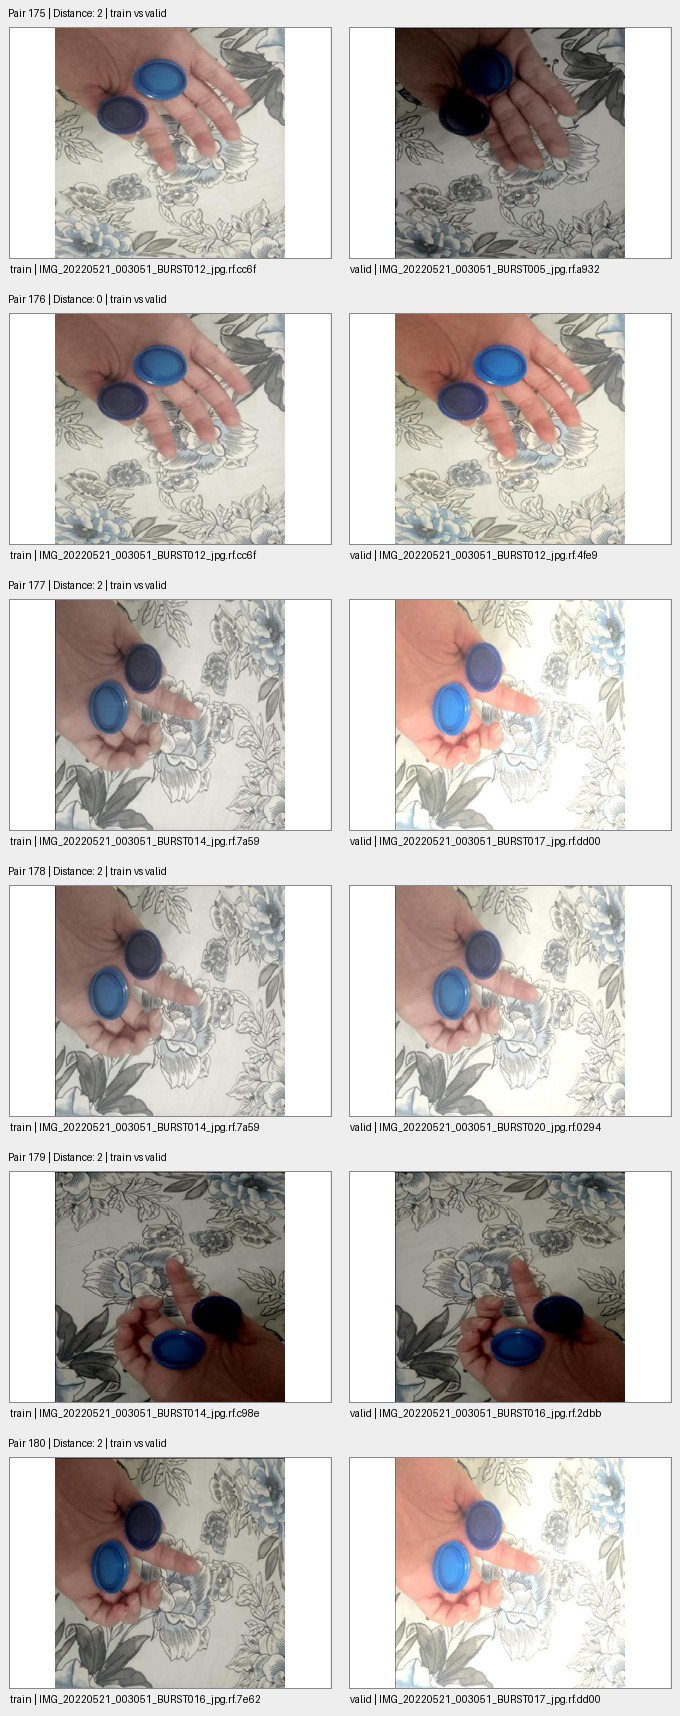 Pair 175 | Distance: 2 | train vs valid
train | IMG_20220521_003051_BURST012_jpg.rf.cc6f
valid | IMG_20220521_003051_BURST005_jpg.rf.a932
Pair 176 | Distance: 0 | train vs valid
train | IMG_20220521_003051_BURST012_jpg.rf.cc6f
valid | IMG_20220521_003051_BURST012_jpg.rf.4fe9
Pair 177 | Distance: 2 | train vs valid
train | IMG_20220521_003051_BURST014_jpg.rf.7a59
valid | IMG_20220521_003051_BURST017_jpg.rf.dd00
Pair 178 | Distance: 2 | train vs valid
train | IMG_20220521_003051_BURST014_jpg.rf.7a59
valid | IMG_20220521_003051_BURST020_jpg.rf.0294
Pair 179 | Distance: 2 | train vs valid
train | IMG_20220521_003051_BURST014_jpg.rf.c98e
valid | IMG_20220521_003051_BURST016_jpg.rf.2dbb
Pair 180 | Distance: 2 | train vs valid
train | IMG_20220521_003051_BURST016_jpg.rf.7e62
valid | IMG_20220521_003051_BURST017_jpg.rf.dd00